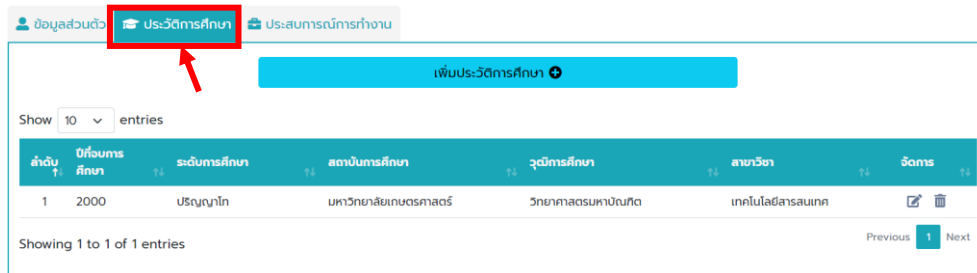 ข้อมูลส่วนตัว ประวัติการศึกษา ประสบการณ์การทำงาน
เพิ่มประวัติการศึกษา
Show 10 entries
ลำดับ ปีที่จบการศึกษา ระดับการศึกษา สถาบันการศึกษา วุฒิการศึกษา สาขาวิชา จัดการ
1 2000 ปริญญาโท มหาวิทยาลัยเกษตรศาสตร์ วิทยาศาตรมหาบัณฑิต เทคโนโลยีสารสนเทศ
Showing 1 to 1 of 1 entries
Previous 1 Next